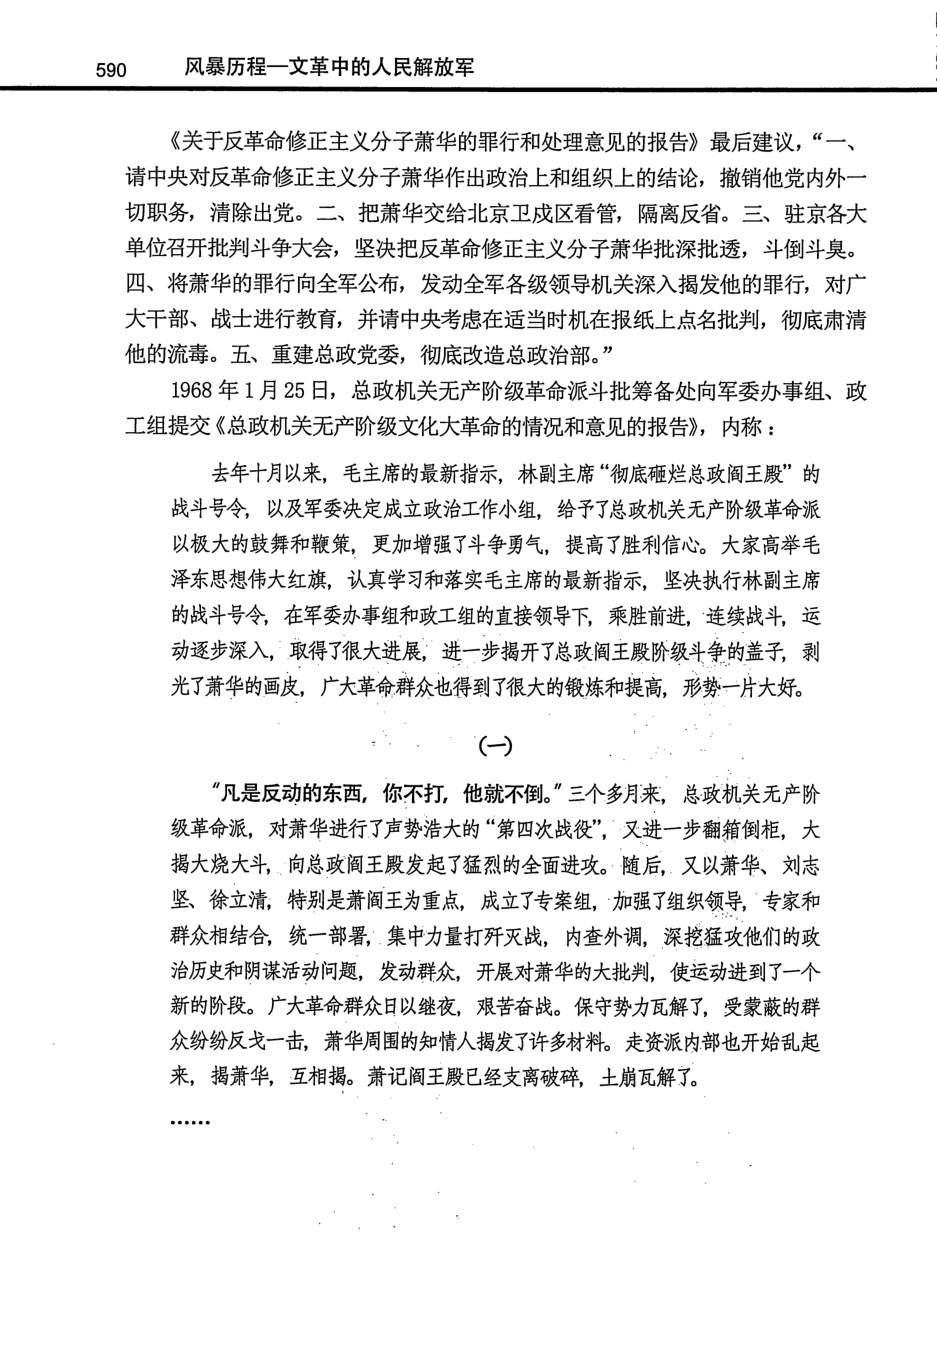 590 风暴历程—文革中的人民解放军
《关于反革命修正主义分子萧华的罪行和处理意见的报告》最后建议，“一、
请中央对反革命修正主义分子萧华作出政治上和组织上的结论，撤销他党内外一
切职务，清除出党。二、把萧华交给北京卫戍区看管，隔离反省。三、驻京各大
单位召开批判斗争大会，坚决把反革命修正主义分子萧华批深批透，斗倒斗臭。
四、将萧华的罪行向全军公布，发动全军各级领导机关深入揭发他的罪行，对广
大干部、战士进行教育，并请中央考虑在适当时机在报纸上点名批判，彻底肃清
他的流毒。五、重建总政党委，彻底改造总政治部。”
1968 年 1 月 25 日，总政机关无产阶级革命派斗批筹备处向军委办事组、政
工组提交《总政机关无产阶级文化大革命的情况和意见的报告》，内称：
去年十月以来，毛主席的最新指示，林副主席“彻底砸烂总政阎王殿”的
战斗号令，以及军委决定成立政治工作小组，给予了总政机关无产阶级革命派
以极大的鼓舞和鞭策，更加增强了斗争勇气，提高了胜利信心。大家高举毛
泽东思想伟大红旗，认真学习和落实毛主席的最新指示，坚决执行林副主席
的战斗号令，在军委办事组和政工组的直接领导下，乘胜前进，连续战斗，运
动逐步深入，取得了很大进展，进一步揭开了总政阎王殿阶级斗争的盖子，剥
光了萧华的画皮，广大革命群众也得到了很大的锻炼和提高，形势一片大好。
(一)
“凡是反动的东西，你不打，他就不倒。”三个多月来，总政机关无产阶
级革命派，对萧华进行了声势浩大的“第四次战役”，又进一步翻箱倒柜，大
揭大烧大斗，向总政阎王殿发起了猛烈的全面进攻。随后，又以萧华、刘志
坚、徐立清，特别是萧阎王为重点，成立了专案组，加强了组织领导，专家和
群众相结合，统一部署，集中力量打歼灭战，内查外调，深挖猛攻他们的政
治历史和阴谋活动问题，发动群众，开展对萧华的大批判，使运动进到了一个
新的阶段。广大革命群众日以继夜，艰苦奋战。保守势力瓦解了，受蒙蔽的群
众纷纷反戈一击，萧华周围的知情人揭发了许多材料。走资派内部也开始乱起
来，揭萧华，互相揭。萧记阎王殿已经支离破碎，土崩瓦解了。
……